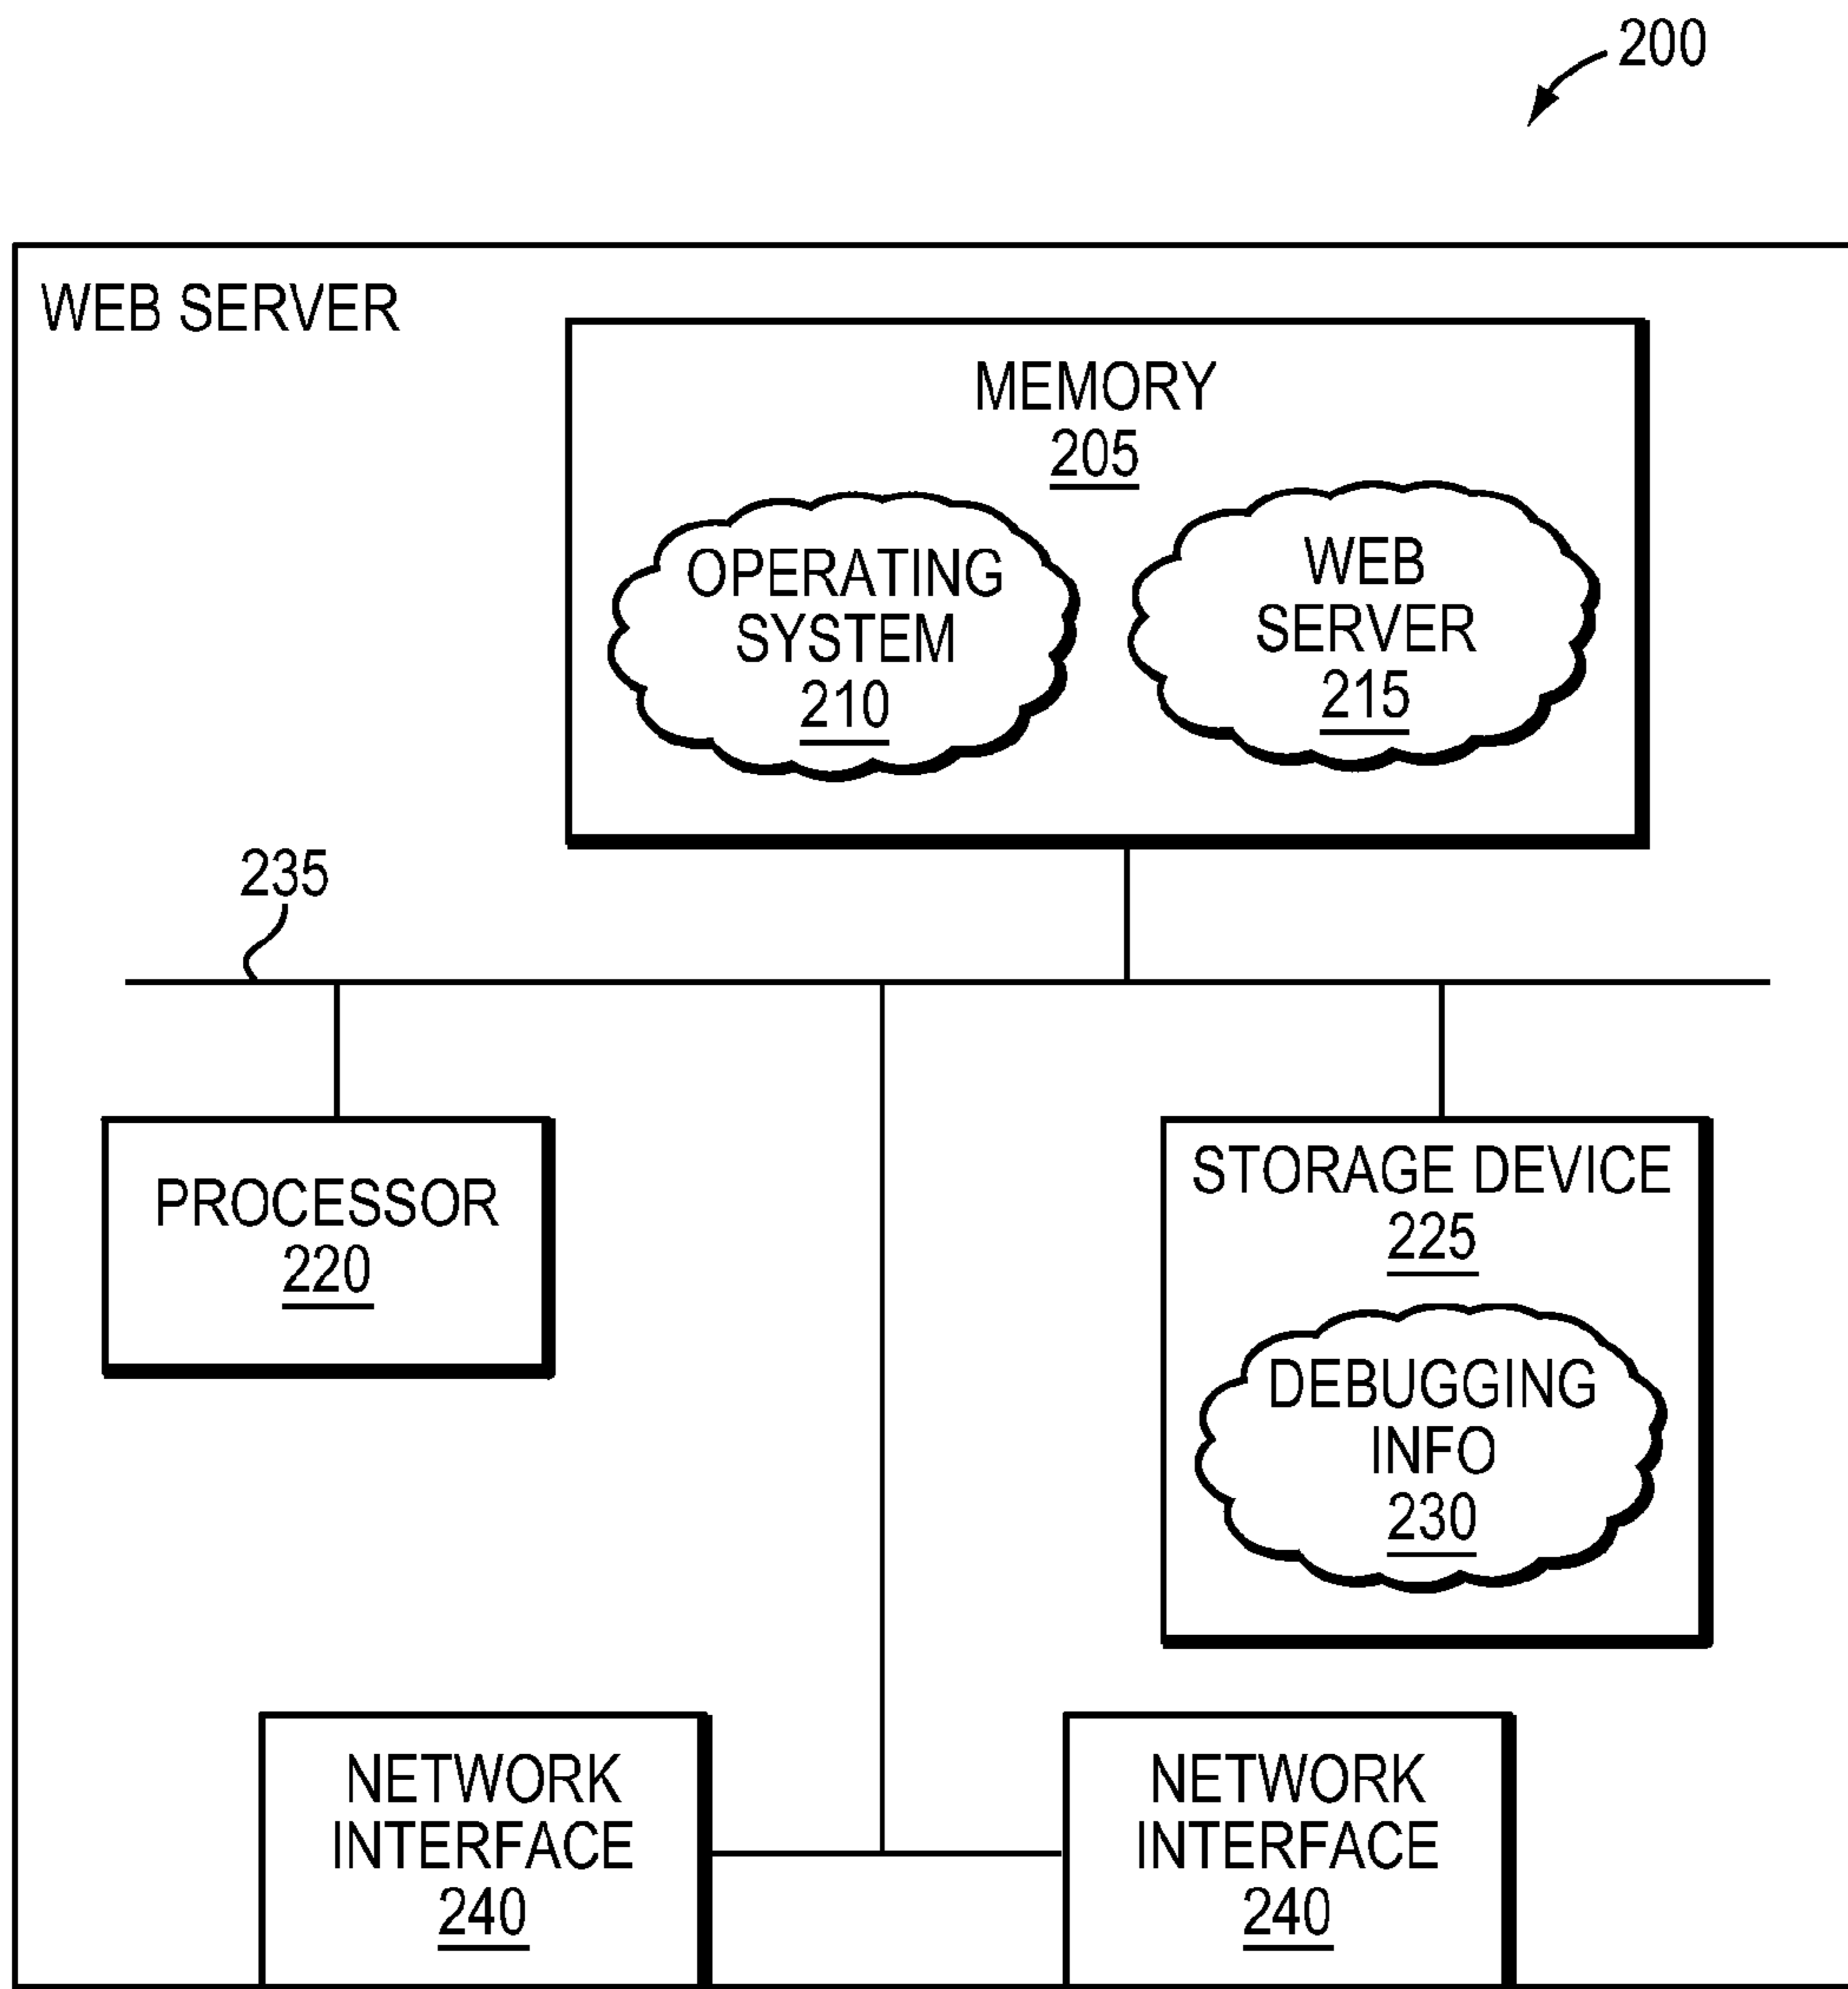 200
WEB SERVER
MEMORY
205
OPERATING
SYSTEM
210
WEB
SERVER
215
235
PROCESSOR
220
STORAGE DEVICE
225
DEBUGGING
INFO
230
NETWORK
INTERFACE
240
NETWORK
INTERFACE
240